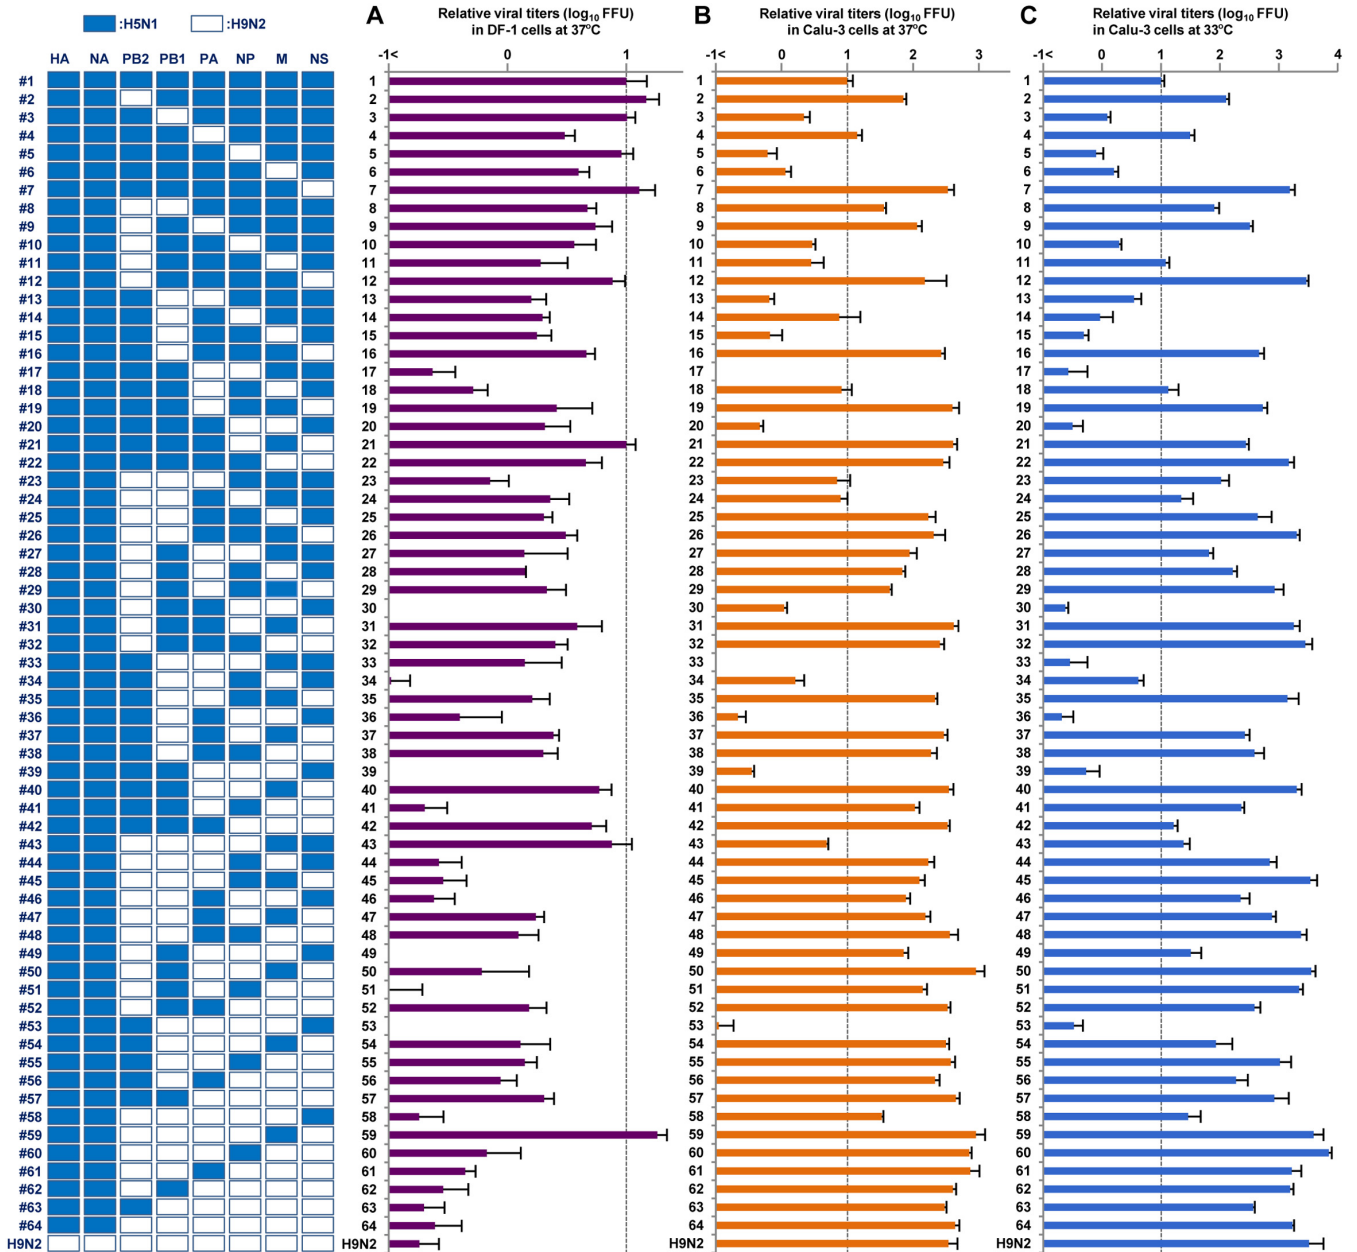 :H5N1 :H9N2
A Relative viral titers (log10 FFU)
in DF-1 cells at 37oC
B Relative viral titers (log10 FFU)
in Calu-3 cells at 37oC
C Relative viral titers (log10 FFU)
in Calu-3 cells at 33oC
HA NA PB2 PB1 PA NP M NS
-1< 0 1
-1< 0 1 2 3
-1< 0 1 2 3 4
#1 1 1 1
#2 2 2 2
#3 3 3 3
#4 4 4 4
#5 5 5 5
#6 6 6 6
#7 7 7 7
#8 8 8 8
#9 9 9 9
#10 10 10 10
#11 11 11 11
#12 12 12 12
#13 13 13 13
#14 14 14 14
#15 15 15 15
#16 16 16 16
#17 17 17 17
#18 18 18 18
#19 19 19 19
#20 20 20 20
#21 21 21 21
#22 22 22 22
#23 23 23 23
#24 24 24 24
#25 25 25 25
#26 26 26 26
#27 27 27 27
#28 28 28 28
#29 29 29 29
#30 30 30 30
#31 31 31 31
#32 32 32 32
#33 33 33 33
#34 34 34 34
#35 35 35 35
#36 36 36 36
#37 37 37 37
#38 38 38 38
#39 39 39 39
#40 40 40 40
#41 41 41 41
#42 42 42 42
#43 43 43 43
#44 44 44 44
#45 45 45 45
#46 46 46 46
#47 47 47 47
#48 48 48 48
#49 49 49 49
#50 50 50 50
#51 51 51 51
#52 52 52 52
#53 53 53 53
#54 54 54 54
#55 55 55 55
#56 56 56 56
#57 57 57 57
#58 58 58 58
#59 59 59 59
#60 60 60 60
#61 61 61 61
#62 62 62 62
#63 63 63 63
#64 64 64 64
H9N2 H9N2 H9N2 H9N2